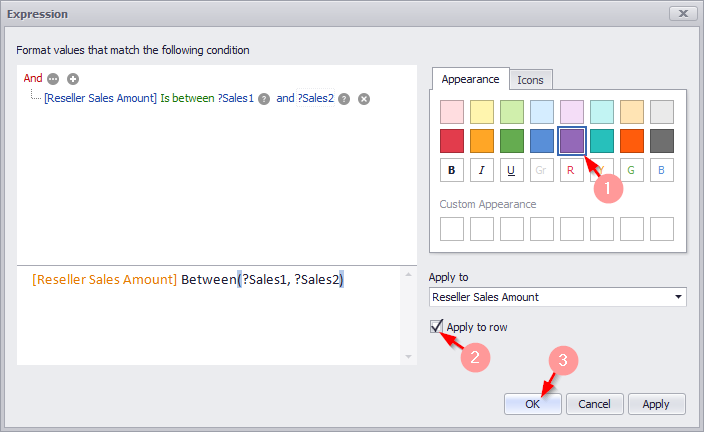 Expression
Format values that match the following condition
And
[Reseller Sales Amount] Is between ?Sales1 ? and ?Sales2 ?
[Reseller Sales Amount] Between(?Sales1, ?Sales2)
Appearance Icons
B I U Gr R Y G B
1
Custom Appearance
Apply to
Reseller Sales Amount
Apply to row
2
3
OK Cancel Apply